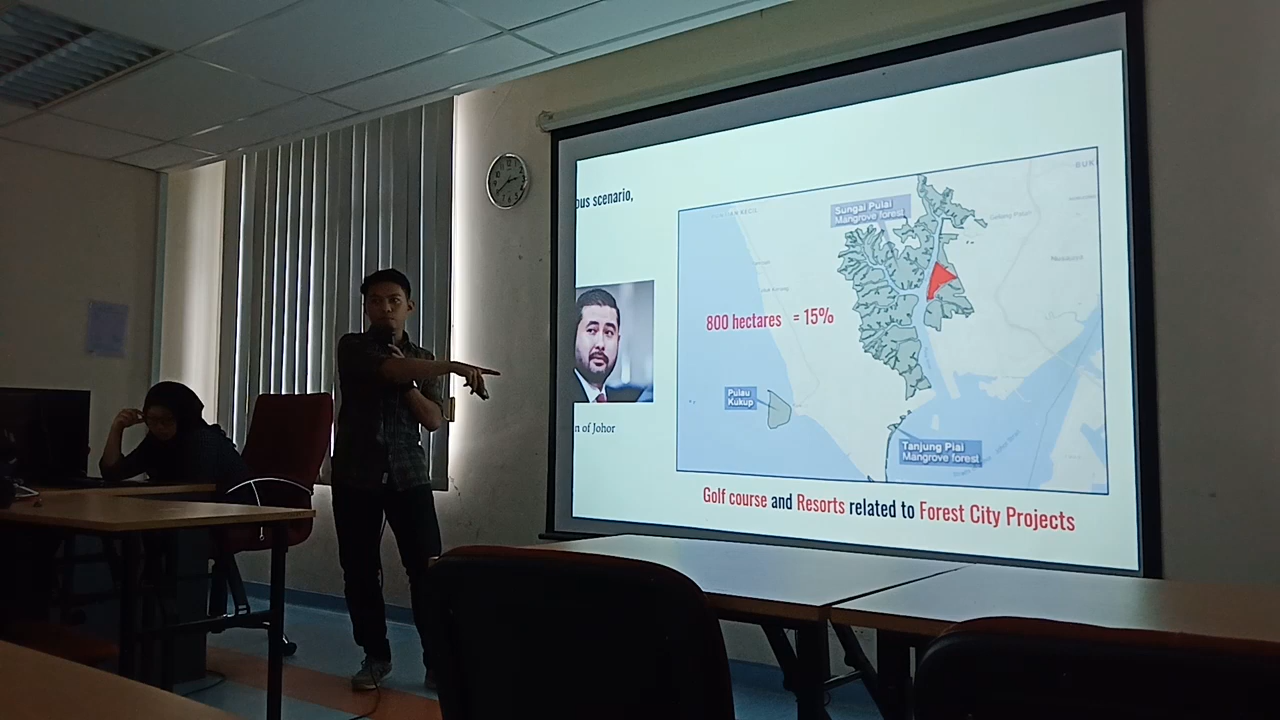 ous scenario,
Sungai Pulai
Mangrove forest
800 hectares = 15%
Pulau
Kukup
n of Johor
Tanjung Piai
Mangrove forest
Golf course and Resorts related to Forest City Projects